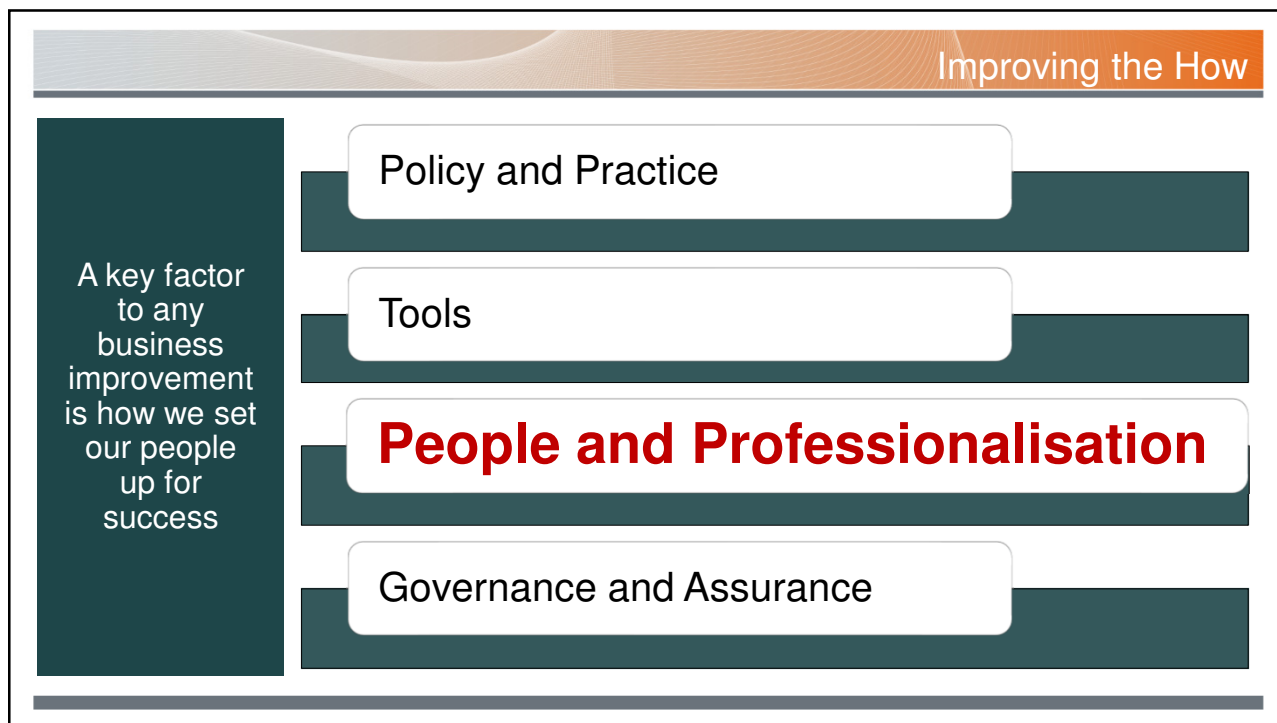 Improving the How
A key factor
to any
business
improvement
is how we set
our people
up for
success
Policy and Practice
Tools
People and Professionalisation
Governance and Assurance